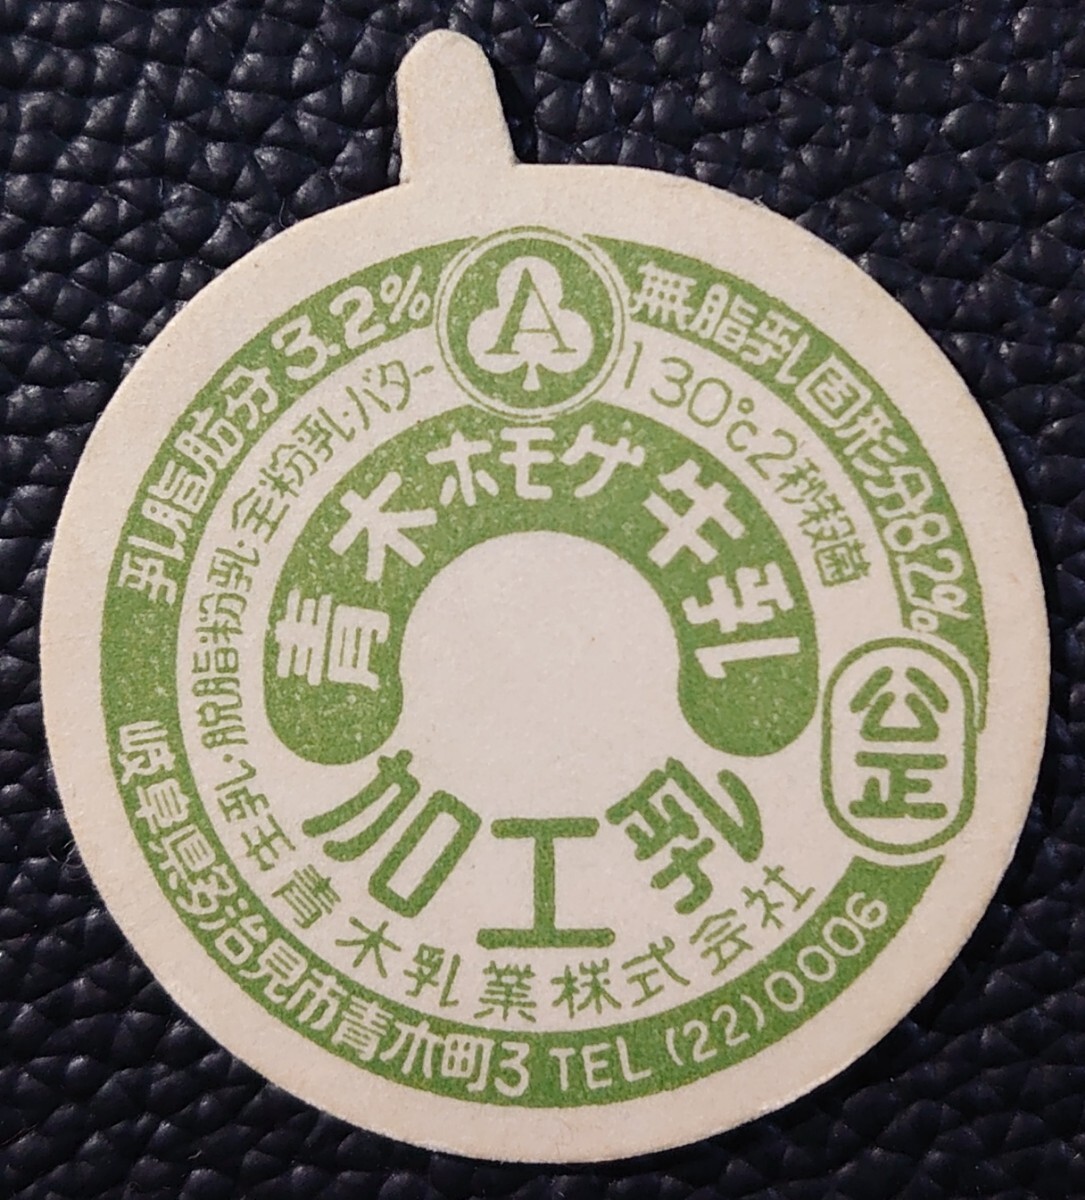 A
乳脂肪分3.2%
無脂乳固形分8.2%
生乳・脱脂粉乳・全粉乳・バター
130℃2秒殺菌
青木ホモゲ牛乳
加工乳
公正
青木乳業株式会社
岐阜県多治見市青木町3 TEL (22)0006